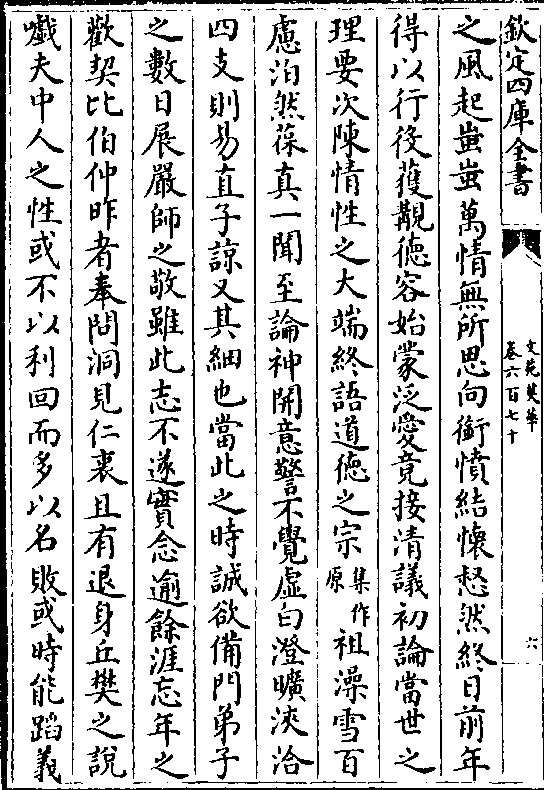 欽定四庫全書
文苑英華
卷六百七十
六
之風起蚩蚩萬情無所思向銜憤結懷愁然終日前年
得以行役獲觀德容始蒙泛愛竟接清議初論當世之
理要次陳情性之大端終語道德之宗集作原祖澡雪百
慮泊然葆真一聞至論神開意警不覺虛白澄曠浹洽
四支則易直子諒又其細也當此之時誠欲備門弟子
之數日展嚴師之敬雖此志不遂實念逾餘涯忘年之
歡契比伯仲昨者奉問洞見仁衷且有退身丘樊之說
戲夫中人之性或不以利回而多以名敗或時能蹈義